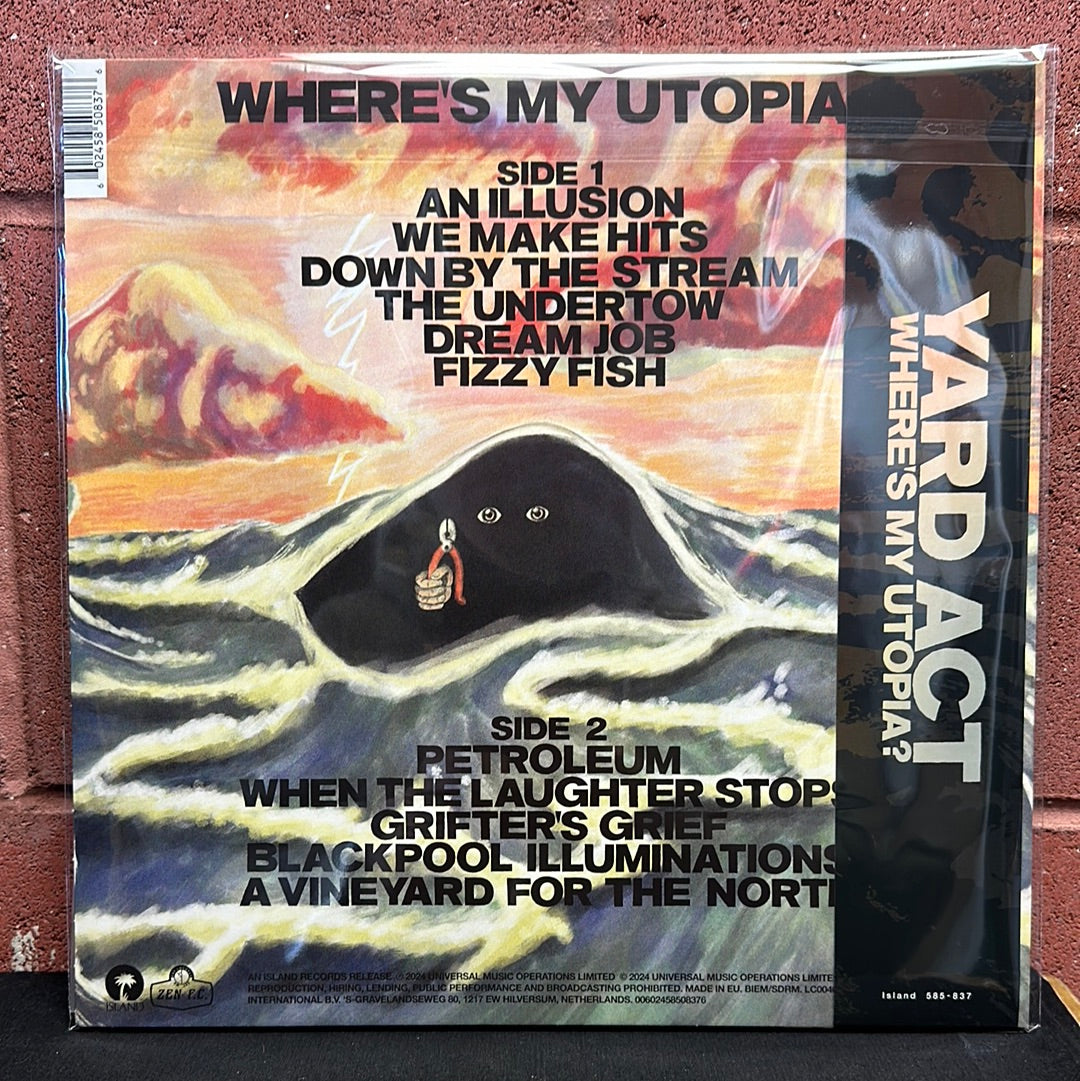 6 02458 50837 6
WHERE'S MY UTOPIA
SIDE 1
AN ILLUSION
WE MAKE HITS
DOWN BY THE STREAM
THE UNDERTOW
DREAM JOB
FIZZY FISH
SIDE 2
PETROLEUM
WHEN THE LAUGHTER STOPS
GRIFTER'S GRIEF
BLACKPOOL ILLUMINATIONS
A VINEYARD FOR THE NORTH
YARD ACT
WHERE'S MY UTOPIA?
ISLAND
ZEN F.C.
AN ISLAND RECORDS RELEASE ℗ 2024 UNIVERSAL MUSIC OPERATIONS LIMITED © 2024 UNIVERSAL MUSIC OPERATIONS LIMITE
REPRODUCTION, HIRING, LENDING, PUBLIC PERFORMANCE AND BROADCASTING PROHIBITED. MADE IN EU. BIEM/SDRM. LC004
INTERNATIONAL B.V. 'S-GRAVELANDSEWEG 80, 1217 EW HILVERSUM, NETHERLANDS. 00602458508376
Island 585-837